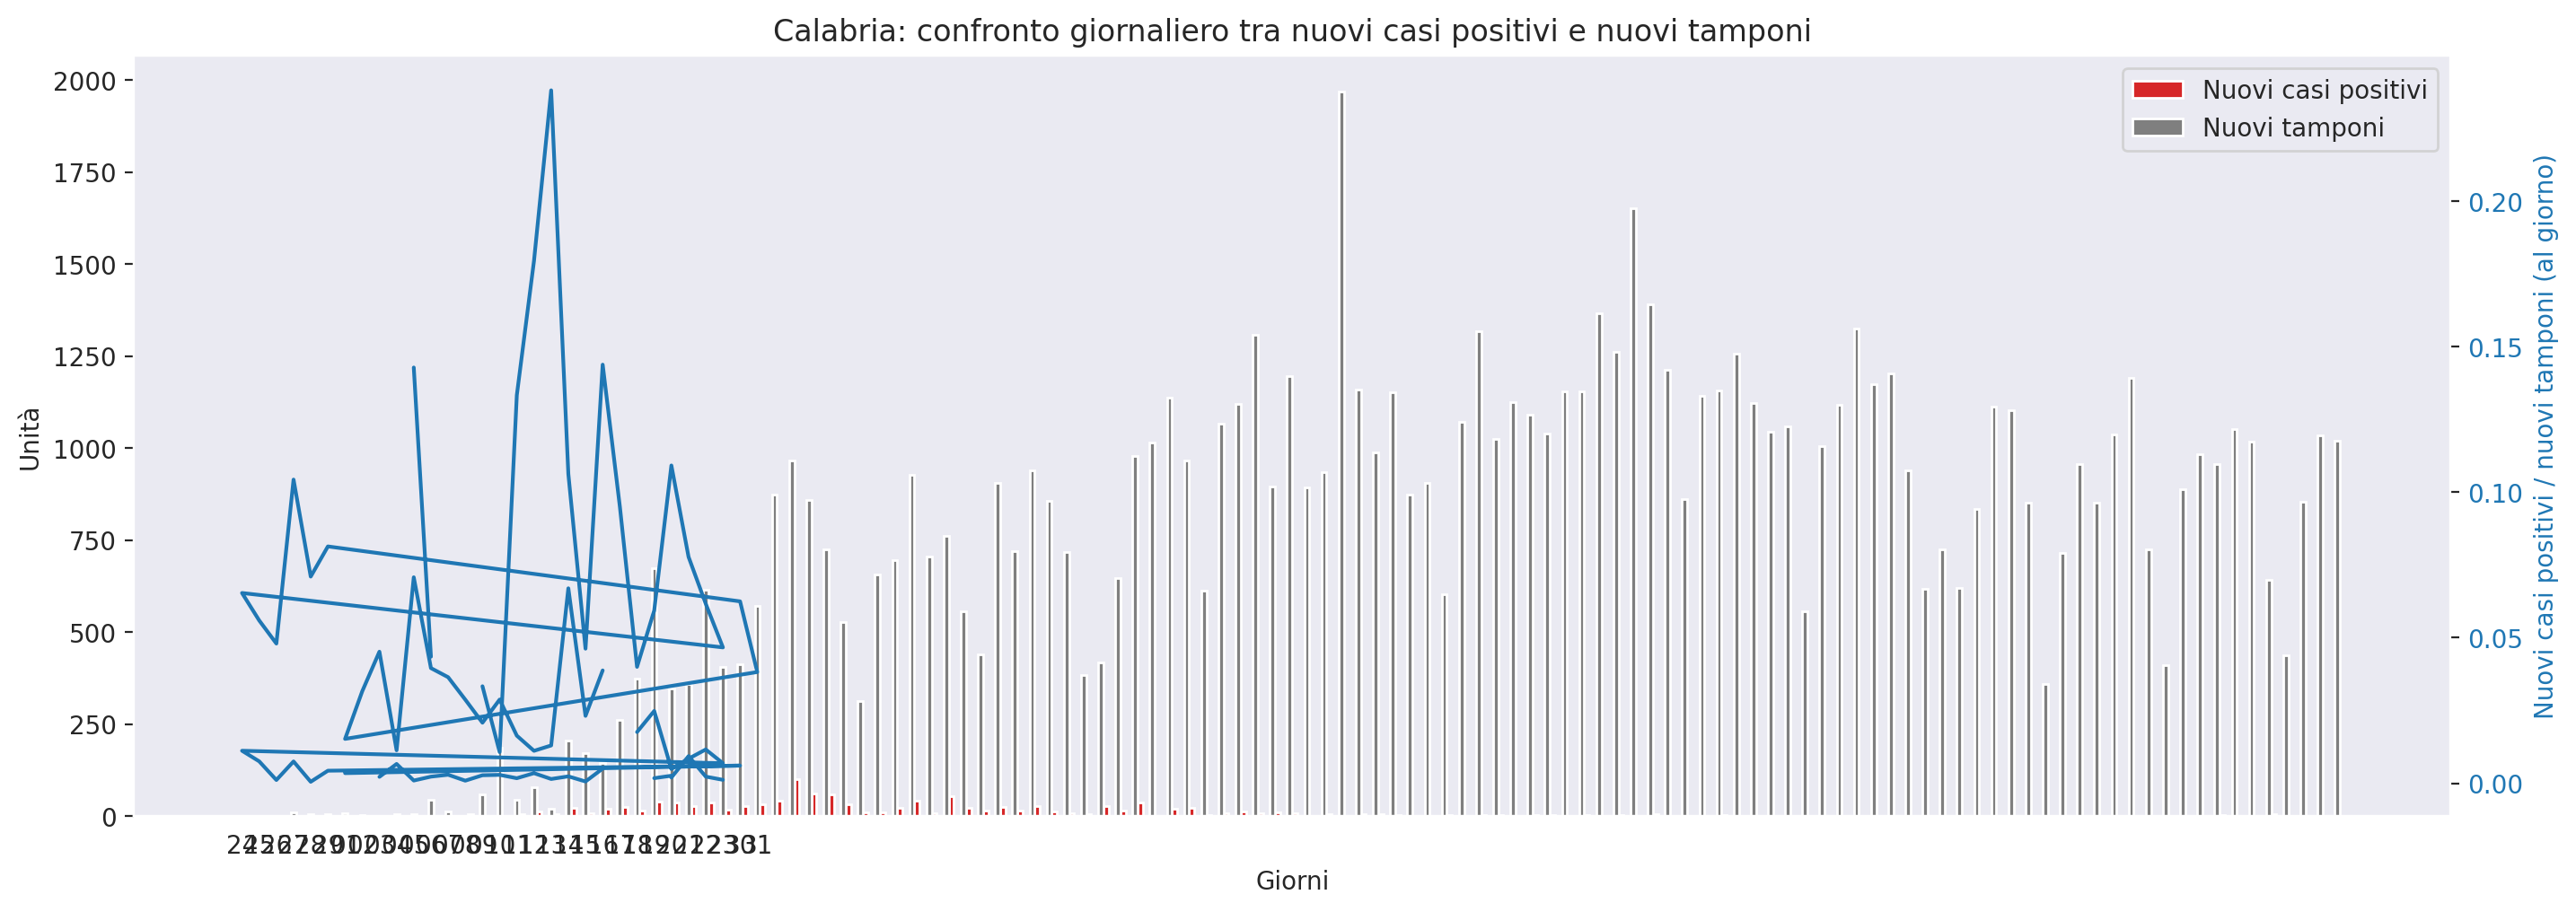 Calabria: confronto giornaliero tra nuovi casi positivi e nuovi tamponi
Nuovi casi positivi
Nuovi tamponi
2000
1750
1500
1250
1000
750
500
250
0
Unità
0.20
0.15
0.10
0.05
0.00
Nuovi casi positivi / nuovi tamponi (al giorno)
Giorni